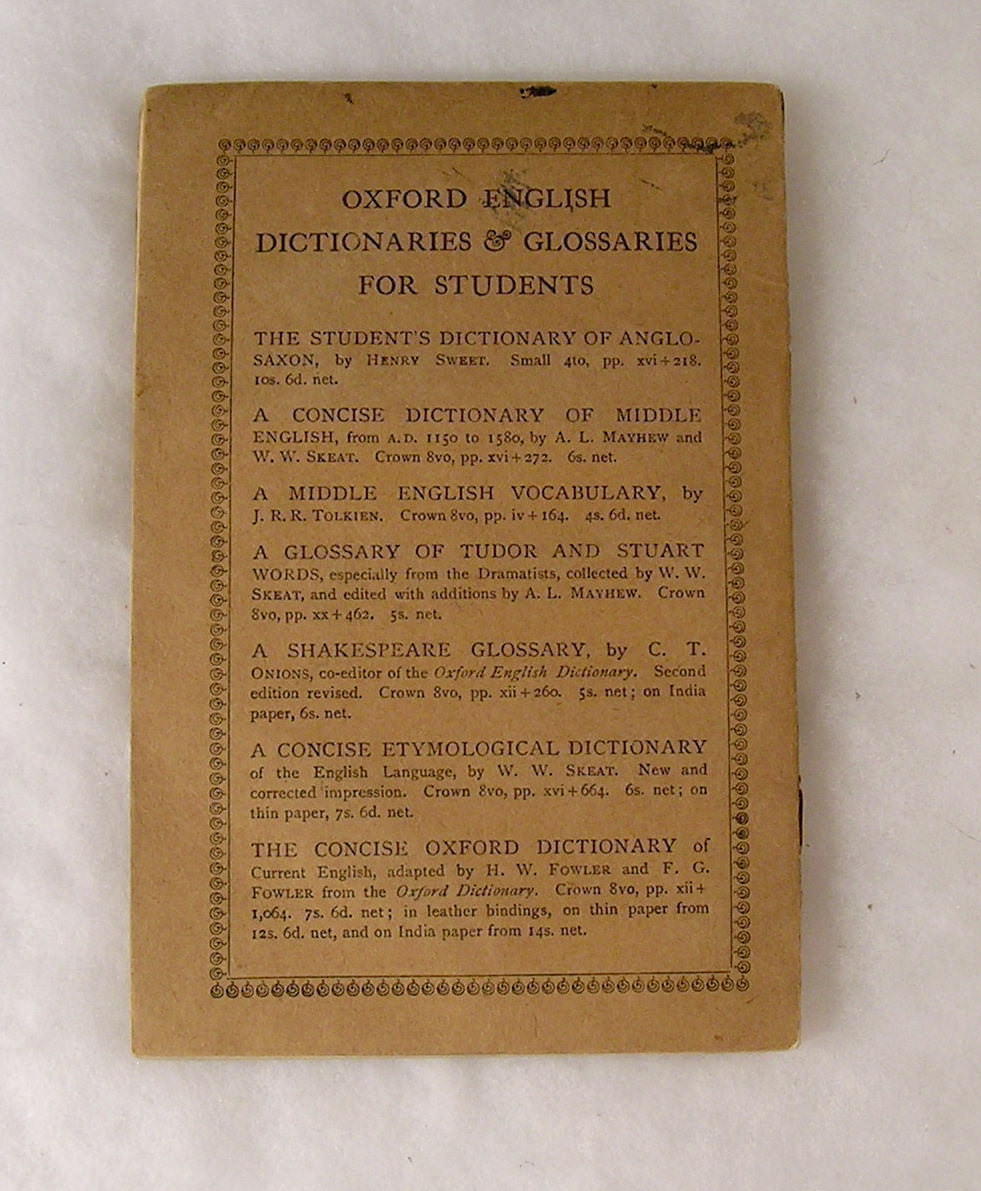 OXFORD ENGLISH
DICTIONARIES & GLOSSARIES
FOR STUDENTS
THE STUDENT'S DICTIONARY OF ANGLO-
SAXON, by HENRY SWEET. Small 4to, pp. xvi+218.
10s. 6d. net.
A CONCISE DICTIONARY OF MIDDLE
ENGLISH, from A.D. 1150 to 1580, by A. L. MAYHEW and
W. W. SKEAT. Crown 8vo, pp. xvi+272. 6s. net.
A MIDDLE ENGLISH VOCABULARY, by
J. R. R. TOLKIEN. Crown 8vo, pp. iv+164. 4s. 6d. net.
A GLOSSARY OF TUDOR AND STUART
WORDS, especially from the Dramatists, collected by W. W.
SKEAT, and edited with additions by A. L. MAYHEW. Crown
8vo, pp. xx+462. 5s. net.
A SHAKESPEARE GLOSSARY, by C. T.
ONIONS, co-editor of the Oxford English Dictionary. Second
edition revised. Crown 8vo, pp. xii+260. 5s. net; on India
paper, 6s. net.
A CONCISE ETYMOLOGICAL DICTIONARY
of the English Language, by W. W. SKEAT. New and
corrected impression. Crown 8vo, pp. xvi+664. 6s. net; on
thin paper, 7s. 6d. net.
THE CONCISE OXFORD DICTIONARY of
Current English, adapted by H. W. FOWLER and F. G.
FOWLER from the Oxford Dictionary. Crown 8vo, pp. xii+
1,064. 7s. 6d. net; in leather bindings, on thin paper from
12s. 6d. net, and on India paper from 14s. net.